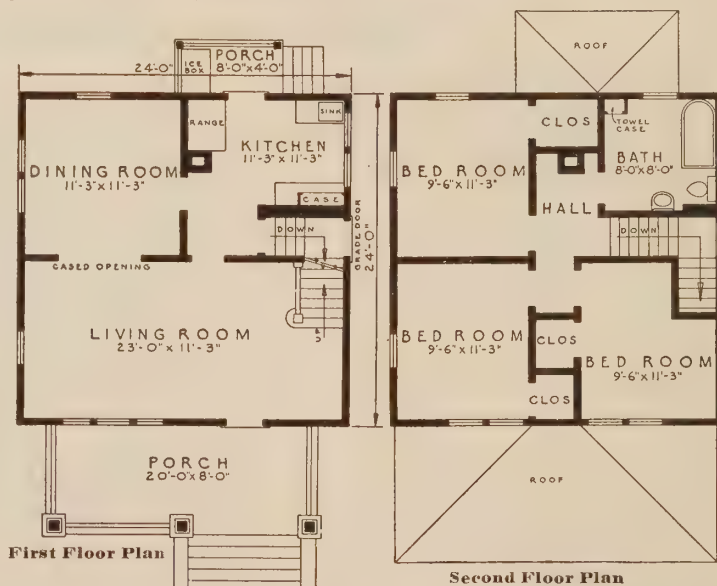 24'-0"
ICE
BOX
PORCH
8'-0"x4'-0"
RANGE
SINK
KITCHEN
11'-3"x11'-3"
DINING ROOM
11'-3"x11'-3"
CASE
DOWN
GRADE DOOR
24'-0"
CASED OPENING
LIVING ROOM
23'-0"x11'-3"
UP
PORCH
20'-0"x8'-0"
First Floor Plan
ROOF
CLOS
TOWEL
CASE
BED ROOM
9'-6"x11'-3"
BATH
8'-0"x8'-0"
HALL
DOWN
BED ROOM
9'-6"x11'-3"
CLOS
BED ROOM
9'-6"x11'-3"
CLOS
ROOF
Second Floor Plan